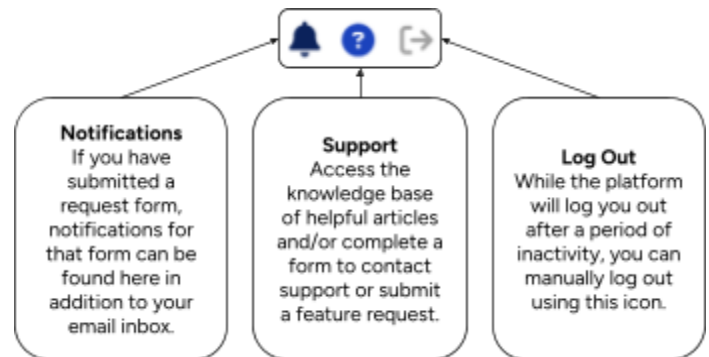 ?
Notifications
If you have
submitted a
request form,
notifications for
that form can be
found here in
addition to your
email inbox.
Support
Access the
knowledge base
of helpful articles
and/or complete a
form to contact
support or submit
a feature request.
Log Out
While the platform
will log you out
after a period of
inactivity, you can
manually log out
using this icon.